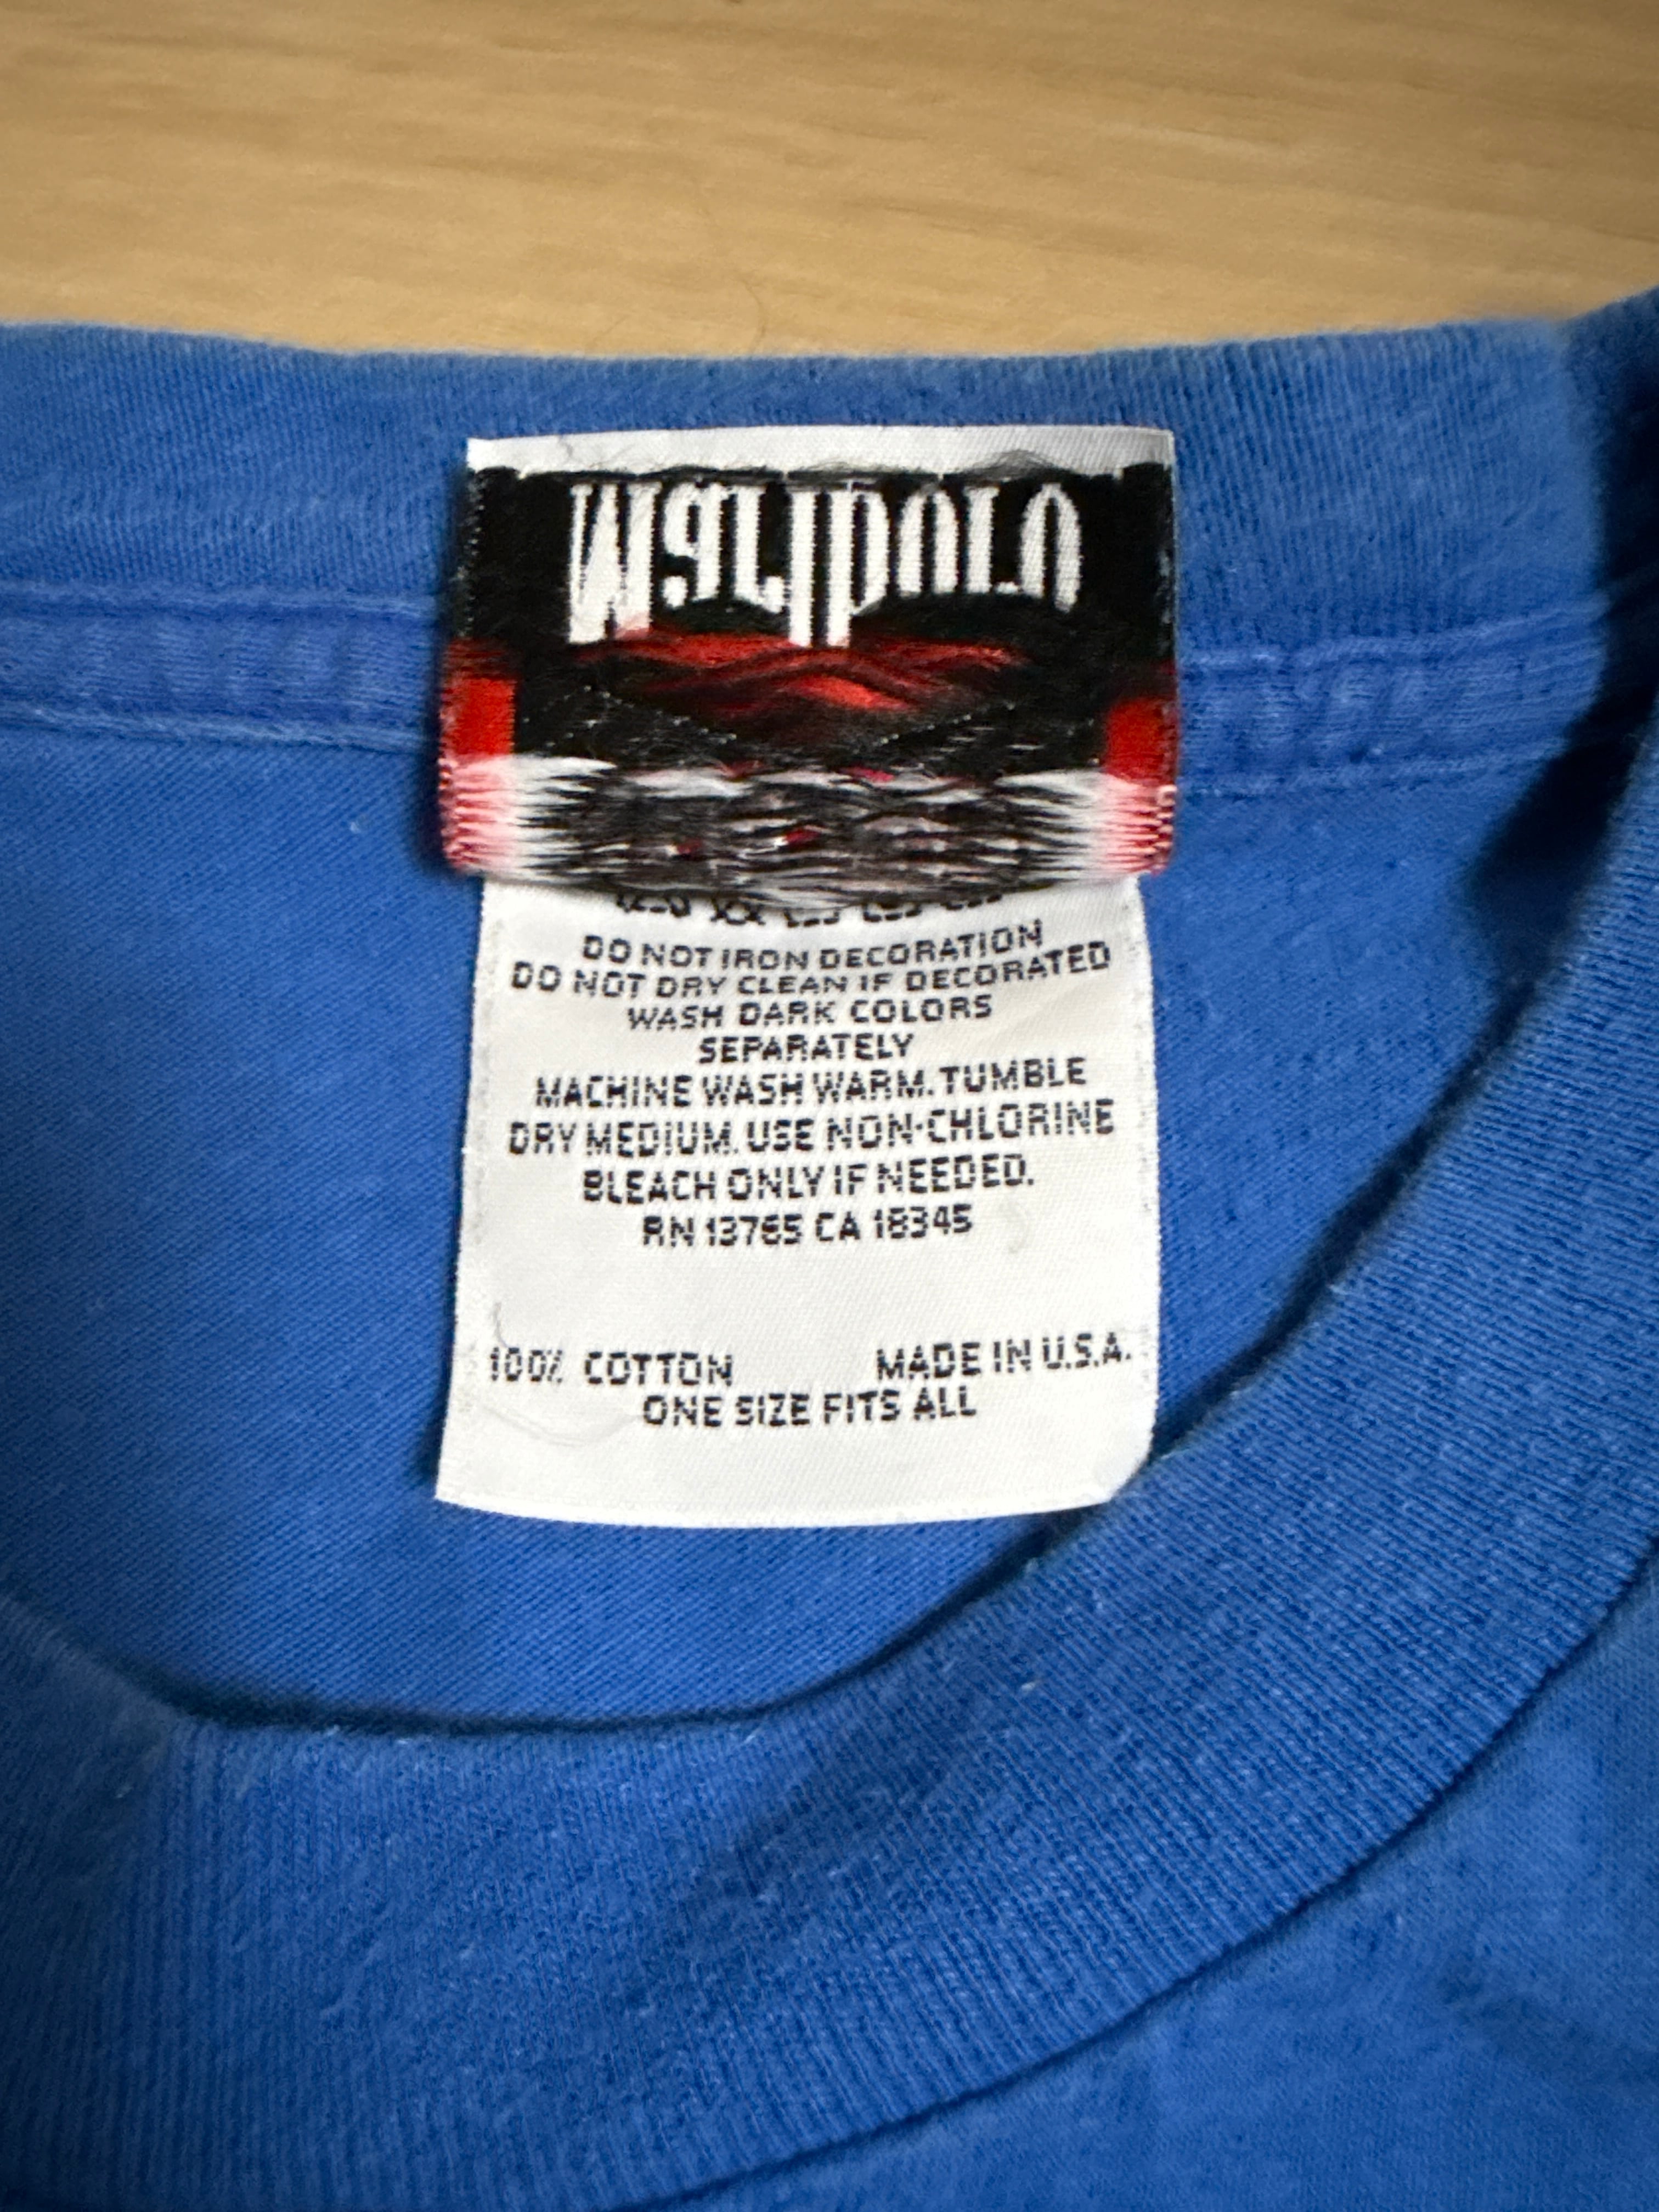 DO NOT IRON DECORATION
DO NOT DRY CLEAN IF DECORATED
WASH DARK COLORS
SEPARATELY
MACHINE WASH WARM. TUMBLE
DRY MEDIUM. USE NON-CHLORINE
BLEACH ONLY IF NEEDED.
RN 13765 CA 18345
100% COTTON MADE IN U.S.A.
ONE SIZE FITS ALL